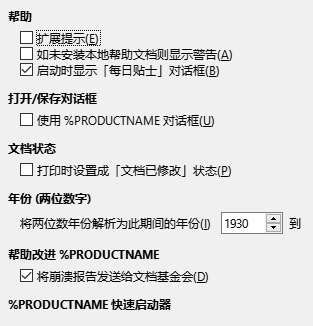 帮助
扩展提示(E)
如未安装本地帮助文档则显示警告(A)
启动时显示「每日贴士」对话框(B)
打开/保存对话框
使用 %PRODUCTNAME 对话框(U)
文档状态
打印时设置成「文档已修改」状态(P)
年份 (两位数字)
将两位数年份解析为此期间的年份(I) 1930 到
帮助改进 %PRODUCTNAME
将崩溃报告发送给文档基金会(D)
%PRODUCTNAME 快速启动器